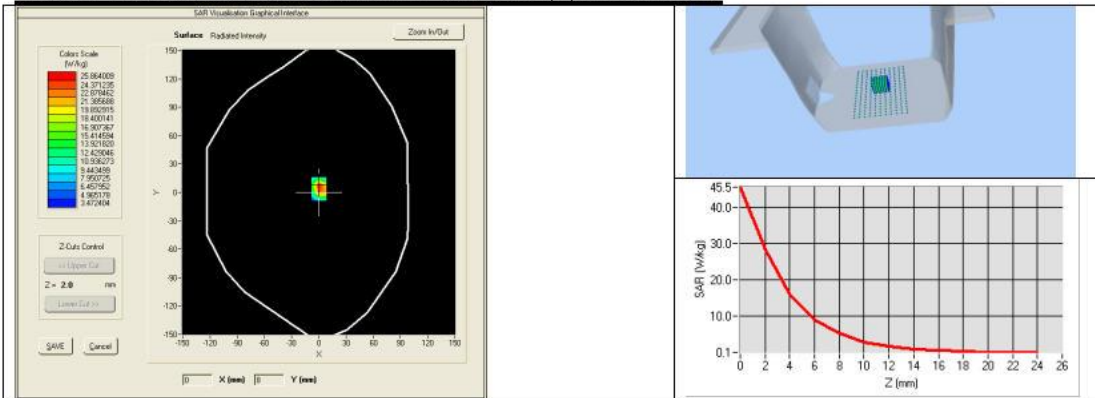 SAR Visualisation Graphical Interface
Surface Radiated Intensity
Zoom In/Out
Colors Scale
(W/kg)
25.864009
24.371235
22.878462
21.385688
19.892915
18.400141
16.907367
15.414594
13.921820
12.429046
10.936273
9.443499
7.950725
6.457952
4.965178
3.472404
150
120
90
60
30
0
-30
-60
-90
-120
-150
Y
-150 -120 -90 -60 -30 0 30 60 90 120 150
X
Z-Cuts Control
<< Upper Cut
Z = 2.0 mm
Lower Cut >>
SAVE Cancel
0 X (mm) 0 Y (mm)
45.5
40.0
30.0
20.0
10.0
0.1
SAR (W/kg)
0 2 4 6 8 10 12 14 16 18 20 22 24 26
Z (mm)